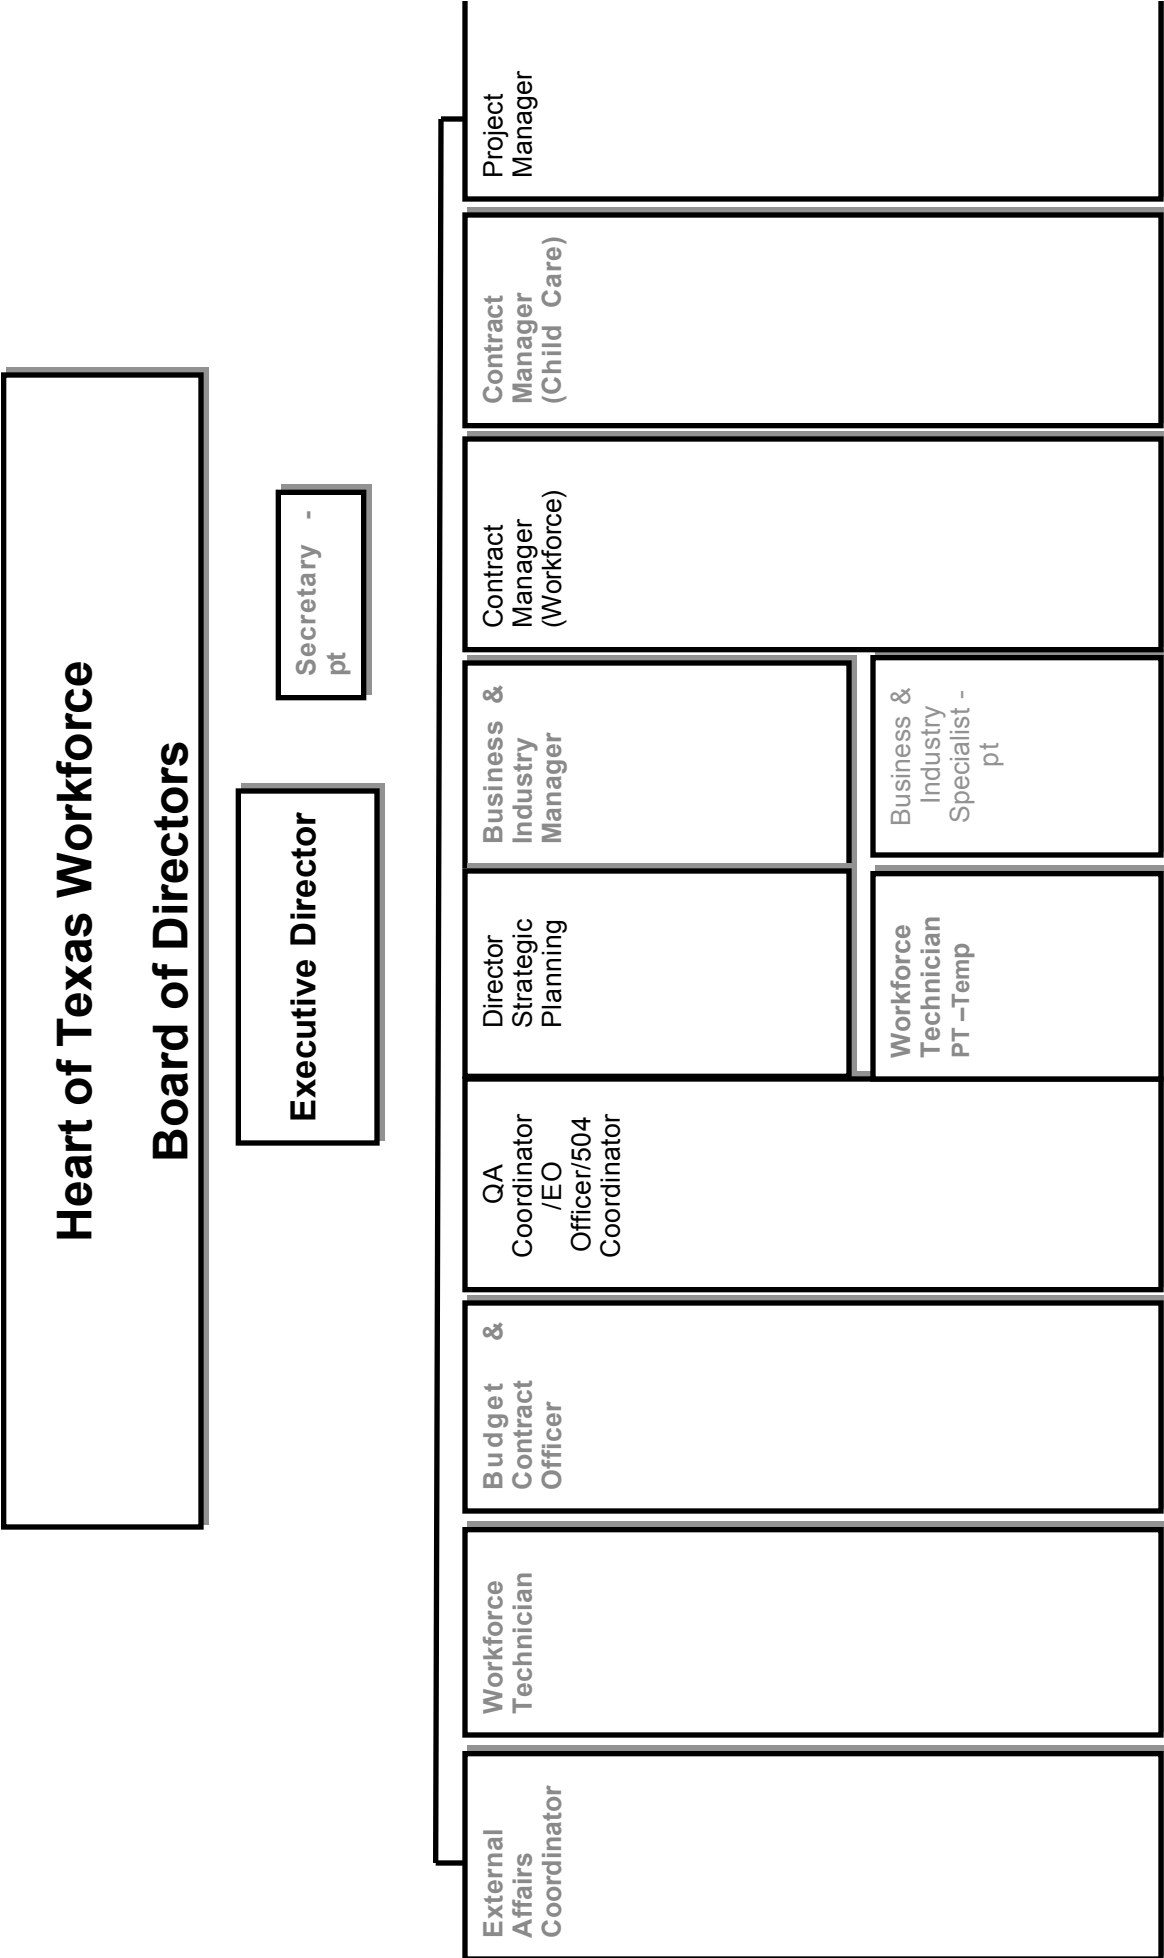 Heart of Texas Workforce
Board of Directors
Executive Director
Secretary -
pt
External
Affairs
Coordinator
Workforce
Technician
Budget &
Contract
Officer
QA
Coordinator
/EO
Officer/504
Coordinator
Director
Strategic
Planning
Business &
Industry
Manager
Contract
Manager
(Workforce)
Contract
Manager
(Child Care)
Project
Manager
Workforce
Technician
PT –Temp
Business &
Industry
Specialist -
pt